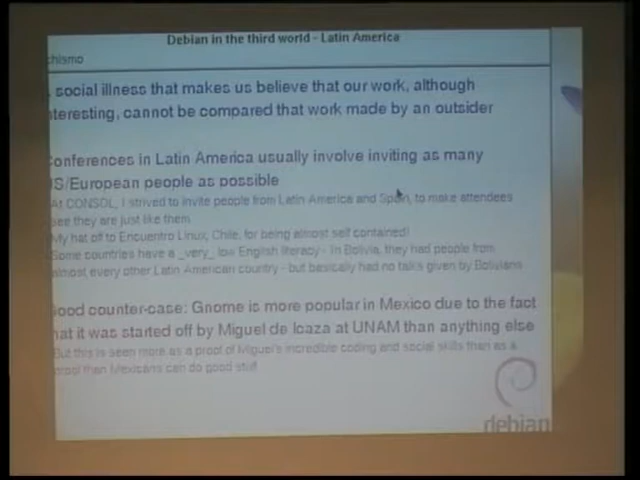 Debian in the third world - Latin America
chismo
social illness that makes us believe that our work, although
nteresting, cannot be compared that work made by an outsider
onferences in Latin America usually involve inviting as many
S/European people as possible
At CONSOL, I strived to invite people from Latin America and Spain, to make attendees
see they are just like them
My hat off to Encuentro Linux, Chile, for being almost self contained!
Some countries have a _very_ low English literacy - In Bolivia, they had people from
almost every other Latin American country - but basically had no talks given by Bolivians
ood counter-case: Gnome is more popular in Mexico due to the fact
hat it was started off by Miguel de Icaza at UNAM than anything else
But this is seen more as a proof of Miguel's incredible coding and social skills than as a
proof than Mexicans can do good stuff
debian